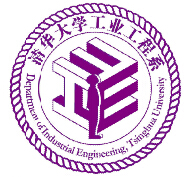 清华大学工业工程系
Department of Industrial Engineering, Tsinghua University